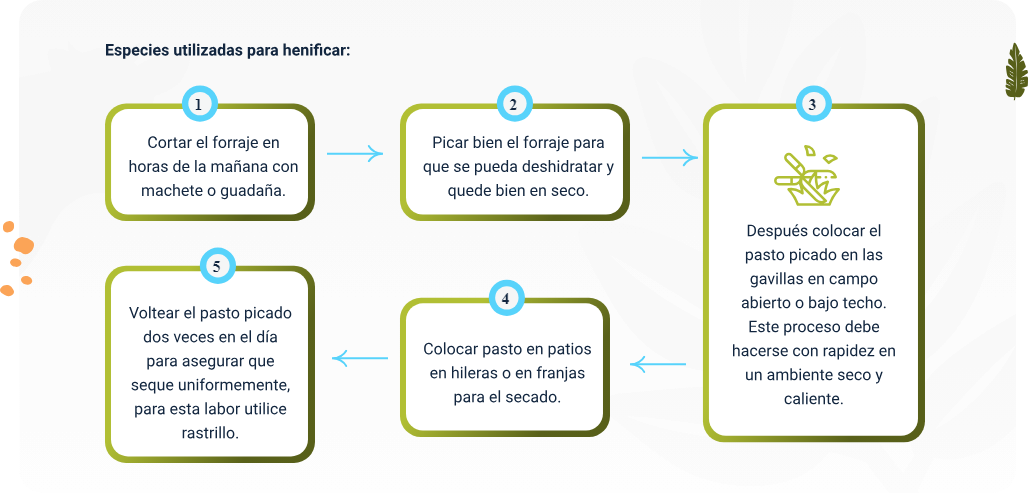 Especies utilizadas para henificar:
1
Cortar el forraje en
horas de la mañana con
machete o guadaña.
2
Picar bien el forraje para
que se pueda deshidratar y
quede bien en seco.
3
Después colocar el
pasto picado en las
gavillas en campo
abierto o bajo techo.
Este proceso debe
hacerse con rapidez en
un ambiente seco y
caliente.
4
Colocar pasto en patios
en hileras o en franjas
para el secado.
5
Voltear el pasto picado
dos veces en el día
para asegurar que
seque uniformemente,
para esta labor utilice
rastrillo.